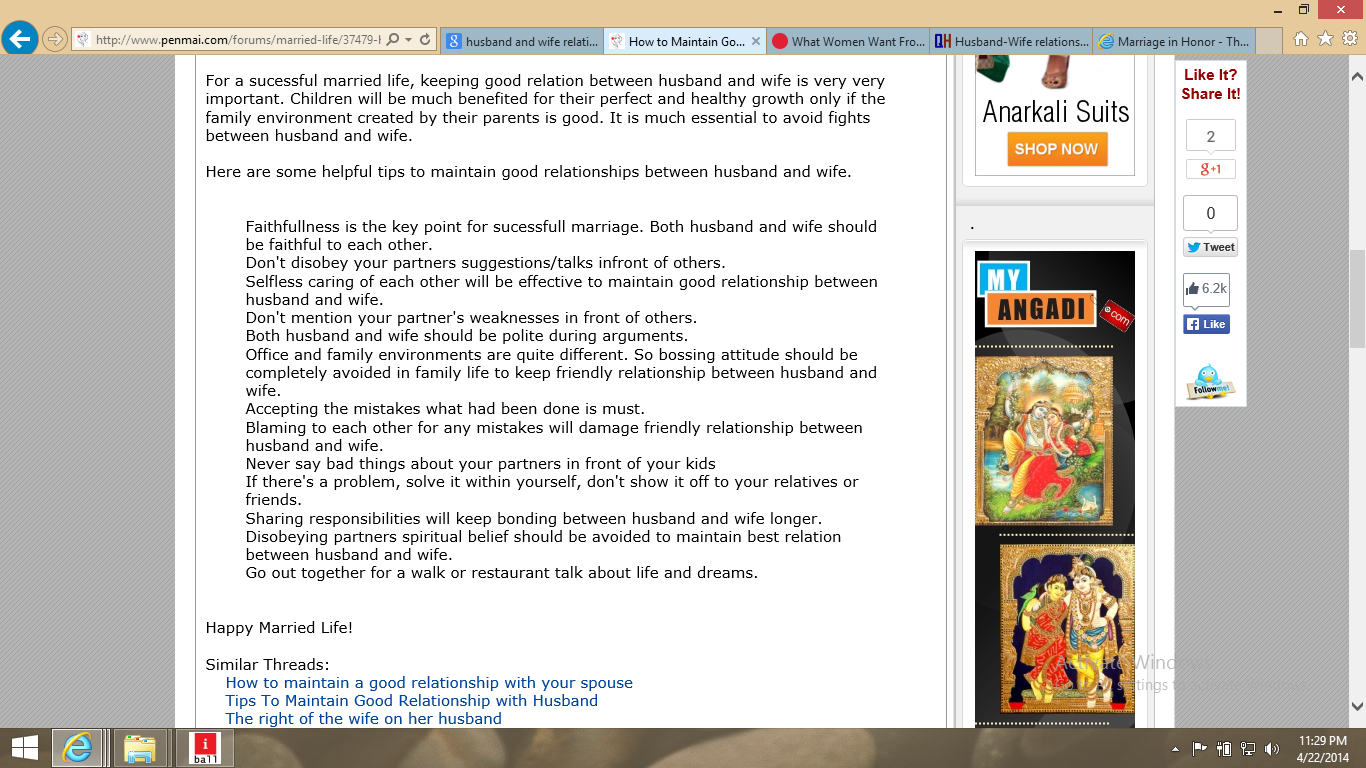 http://www.penmai.com/forums/married-life/37479-
husband and wife relati...
How to Maintain Go...
What Women Want Fro...
Husband-Wife relations...
Marriage in Honor - Th...
For a sucessful married life, keeping good relation between husband and wife is very very
important. Children will be much benefited for their perfect and healthy growth only if the
family environment created by their parents is good. It is much essential to avoid fights
between husband and wife.
Here are some helpful tips to maintain good relationships between husband and wife.
Faithfullness is the key point for sucessfull marriage. Both husband and wife should
be faithful to each other.
Don't disobey your partners suggestions/talks infront of others.
Selfless caring of each other will be effective to maintain good relationship between
husband and wife.
Don't mention your partner's weaknesses in front of others.
Both husband and wife should be polite during arguments.
Office and family environments are quite different. So bossing attitude should be
completely avoided in family life to keep friendly relationship between husband and
wife.
Accepting the mistakes what had been done is must.
Blaming to each other for any mistakes will damage friendly relationship between
husband and wife.
Never say bad things about your partners in front of your kids
If there's a problem, solve it within yourself, don't show it off to your relatives or
friends.
Sharing responsibilities will keep bonding between husband and wife longer.
Disobeying partners spiritual belief should be avoided to maintain best relation
between husband and wife.
Go out together for a walk or restaurant talk about life and dreams.
Happy Married Life!
Similar Threads:
How to maintain a good relationship with your spouse
Tips To Maintain Good Relationship with Husband
The right of the wife on her husband
Anarkali Suits
SHOP NOW
.
MY
ANGADI
.com
Like It?
Share It!
2
g+1
0
Tweet
6.2k
Like
Follow me!
Activate Windows
i
ball
11:29 PM
4/22/2014